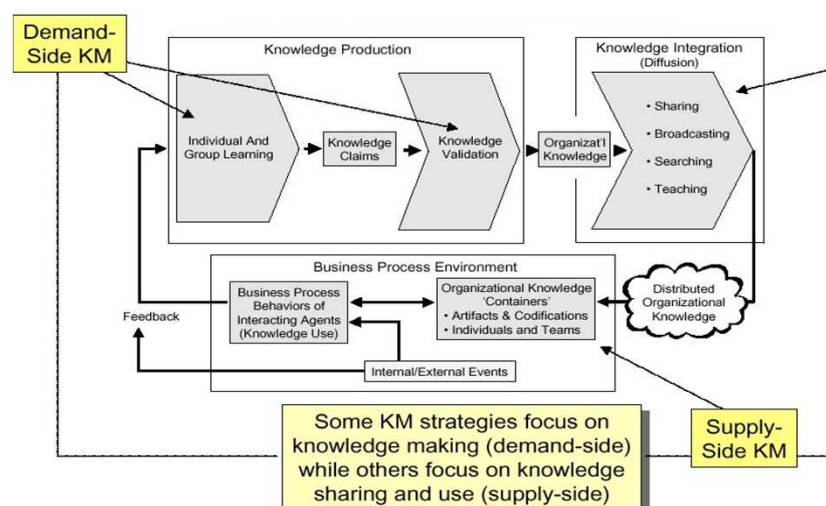 Demand-
Side KM
Knowledge Production
Individual And
Group Learning
Knowledge
Claims
Knowledge
Validation
Organizat'l
Knowledge
Knowledge Integration
(Diffusion)
• Sharing
• Broadcasting
• Searching
• Teaching
Business Process Environment
Business Process
Behaviors of
Interacting Agents
(Knowledge Use)
Organizational Knowledge
'Containers'
• Artifacts & Codifications
• Individuals and Teams
Distributed
Organizational
Knowledge
Feedback
Internal/External Events
Some KM strategies focus on
knowledge making (demand-side)
while others focus on knowledge
sharing and use (supply-side)
Supply-
Side KM